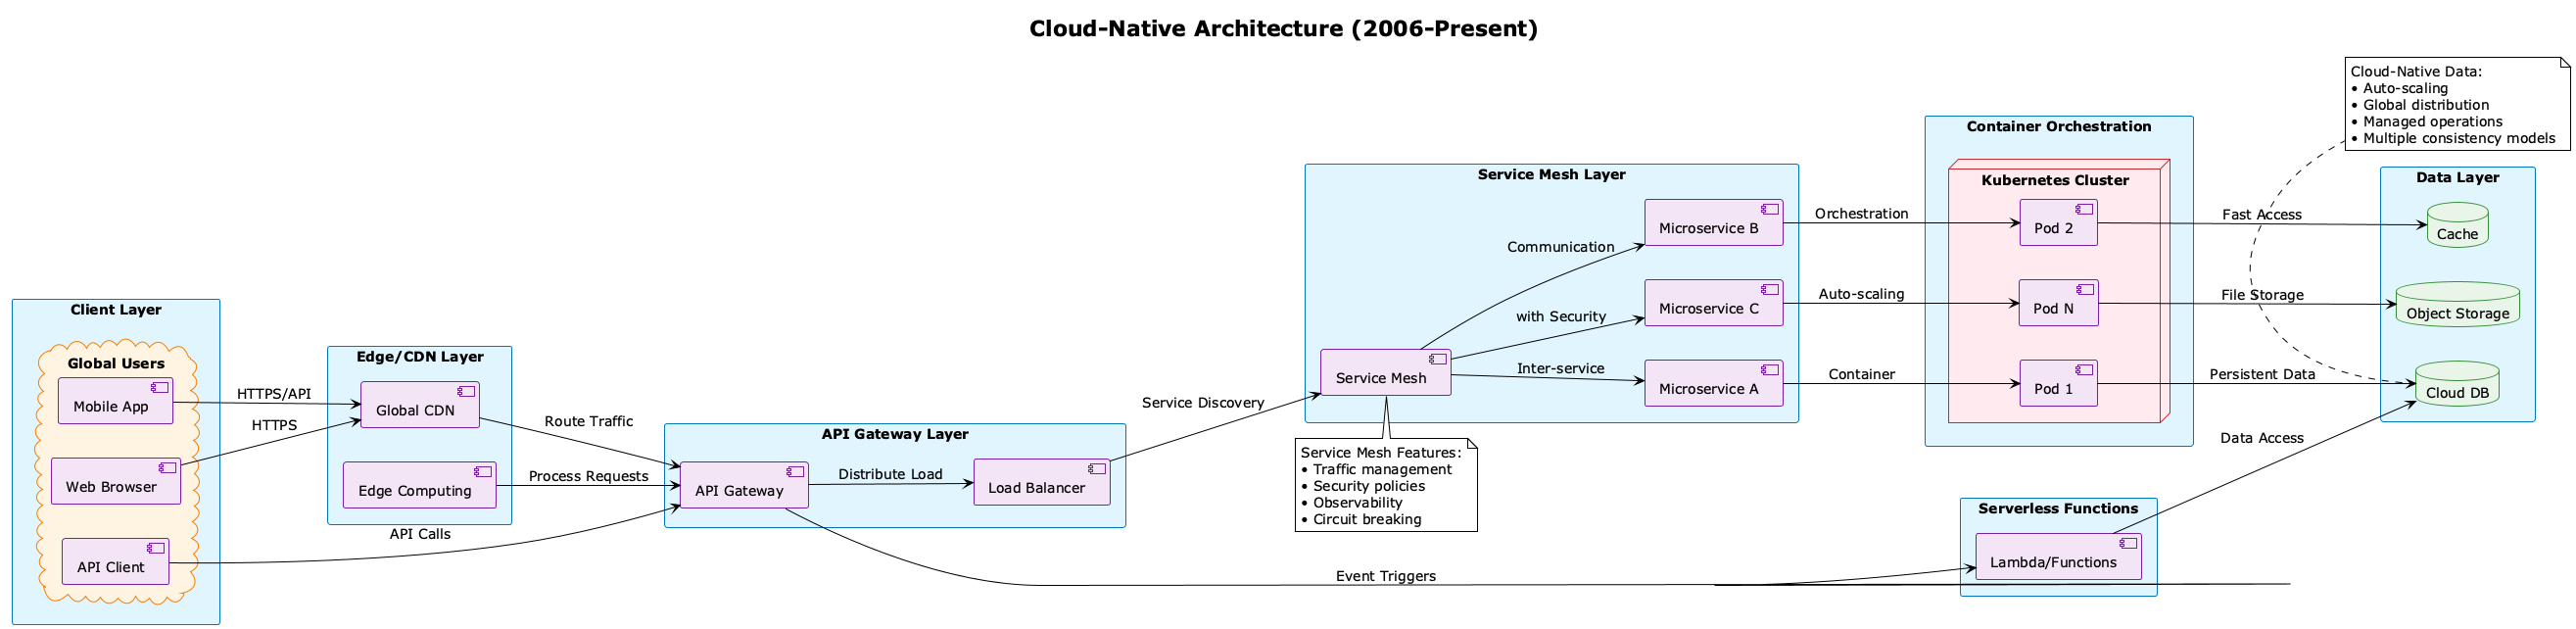 Cloud-Native Architecture (2006-Present)
Client Layer
Global Users
Mobile App
Web Browser
API Client
HTTPS/API
HTTPS
API Calls
Edge/CDN Layer
Global CDN
Edge Computing
Route Traffic
Process Requests
API Gateway Layer
API Gateway
Distribute Load
Load Balancer
Service Discovery
Event Triggers
Service Mesh Layer
Service Mesh
Communication
with Security
Inter-service
Microservice B
Microservice C
Microservice A
Service Mesh Features:
• Traffic management
• Security policies
• Observability
• Circuit breaking
Orchestration
Auto-scaling
Container
Container Orchestration
Kubernetes Cluster
Pod 2
Pod N
Pod 1
Serverless Functions
Lambda/Functions
Fast Access
File Storage
Persistent Data
Data Access
Cloud-Native Data:
• Auto-scaling
• Global distribution
• Managed operations
• Multiple consistency models
Data Layer
Cache
Object Storage
Cloud DB